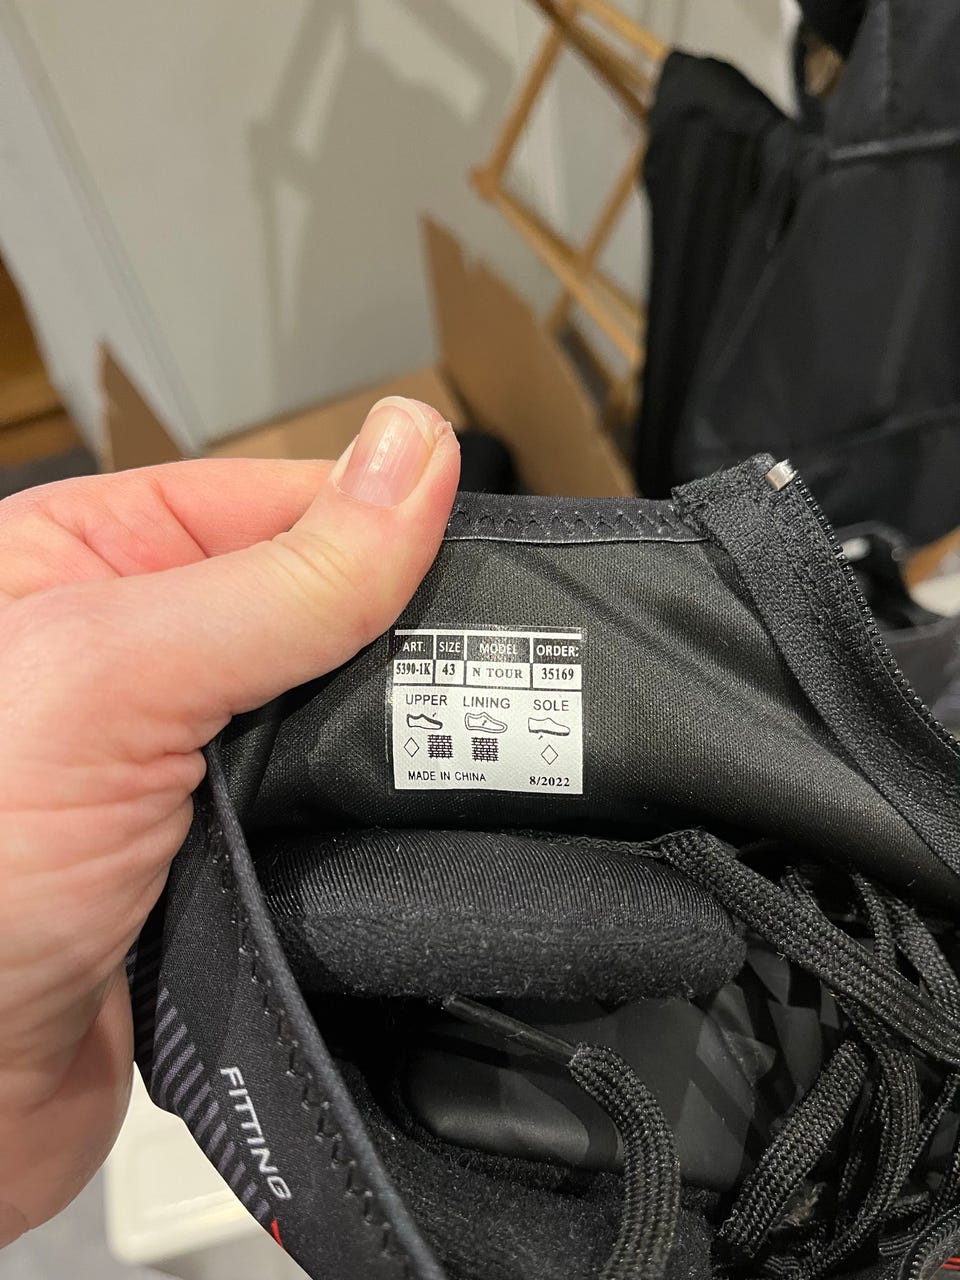 ART. SIZE MODEL ORDER:
5390-1K 43 N TOUR 35169
UPPER LINING SOLE
MADE IN CHINA 8/2022
FITTING